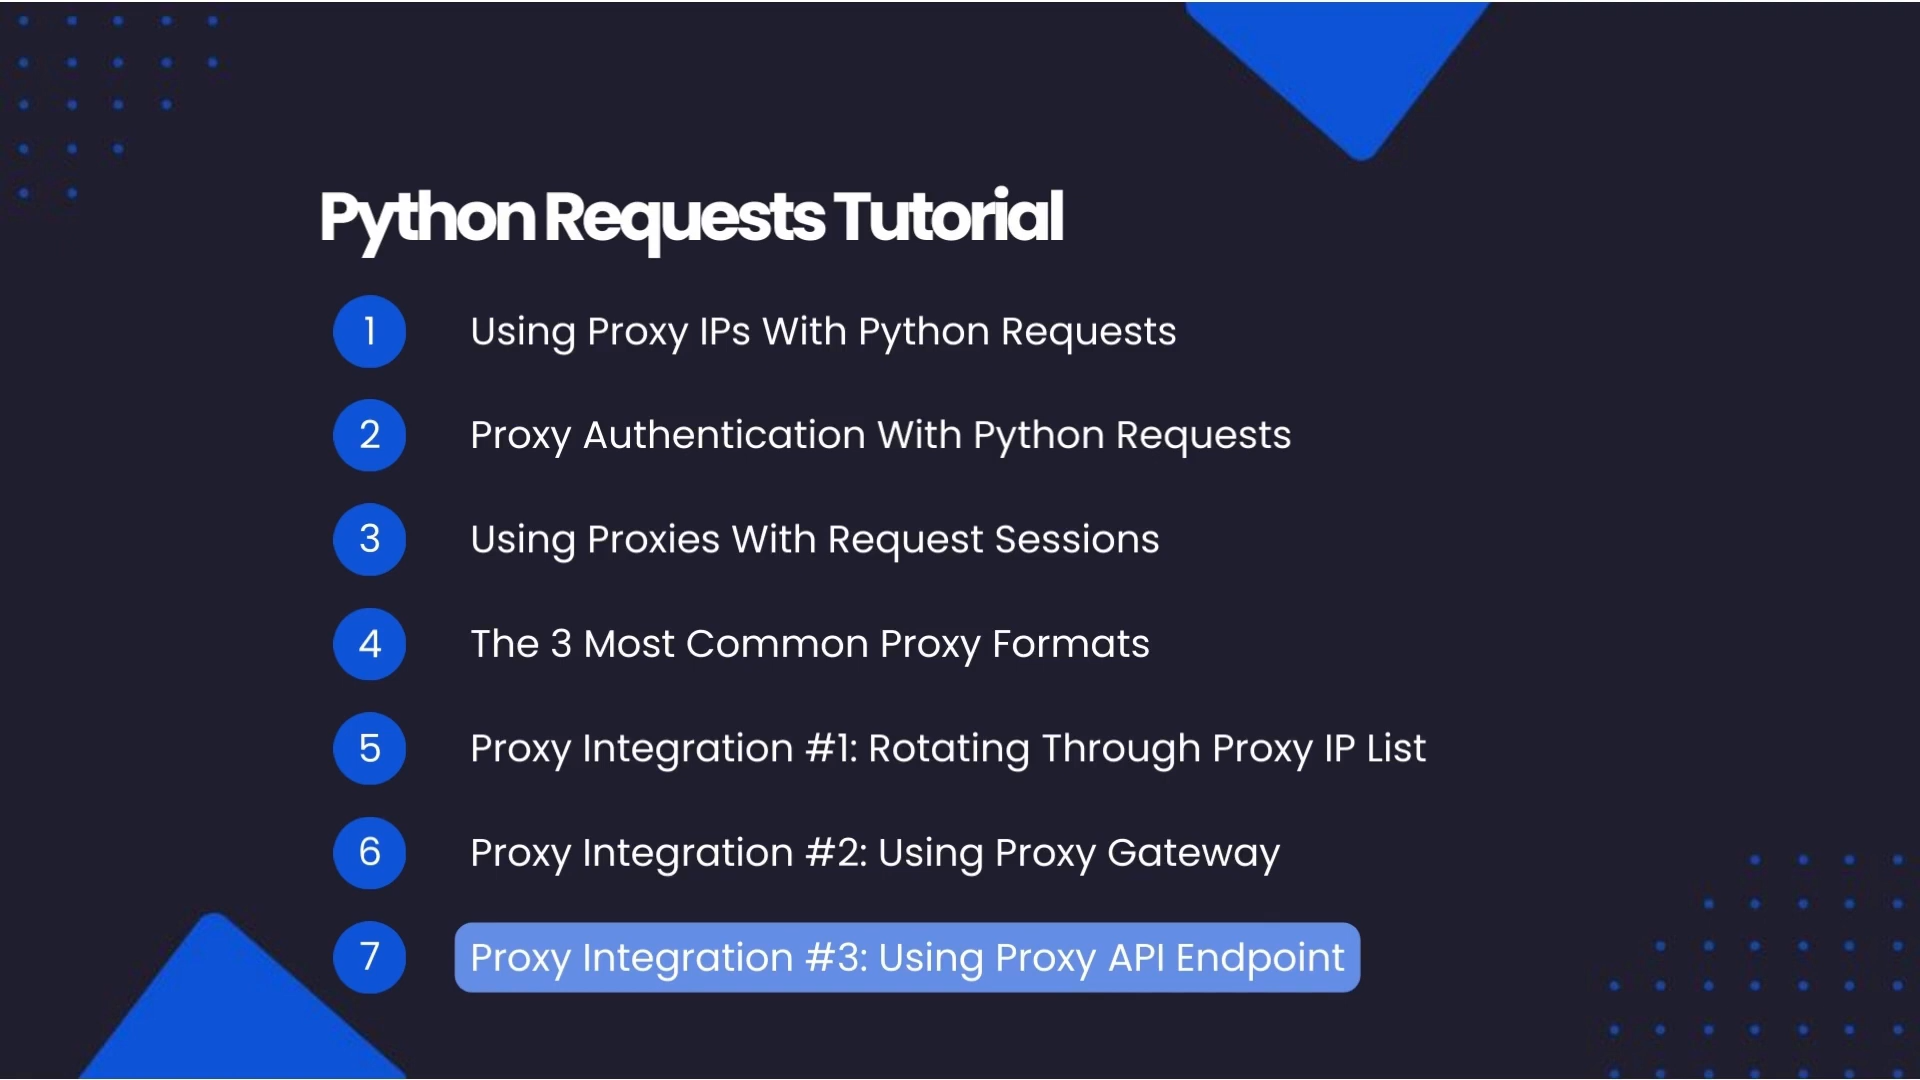 Python Requests Tutorial
1 Using Proxy IPs With Python Requests
2 Proxy Authentication With Python Requests
3 Using Proxies With Request Sessions
4 The 3 Most Common Proxy Formats
5 Proxy Integration #1: Rotating Through Proxy IP List
6 Proxy Integration #2: Using Proxy Gateway
7 Proxy Integration #3: Using Proxy API Endpoint